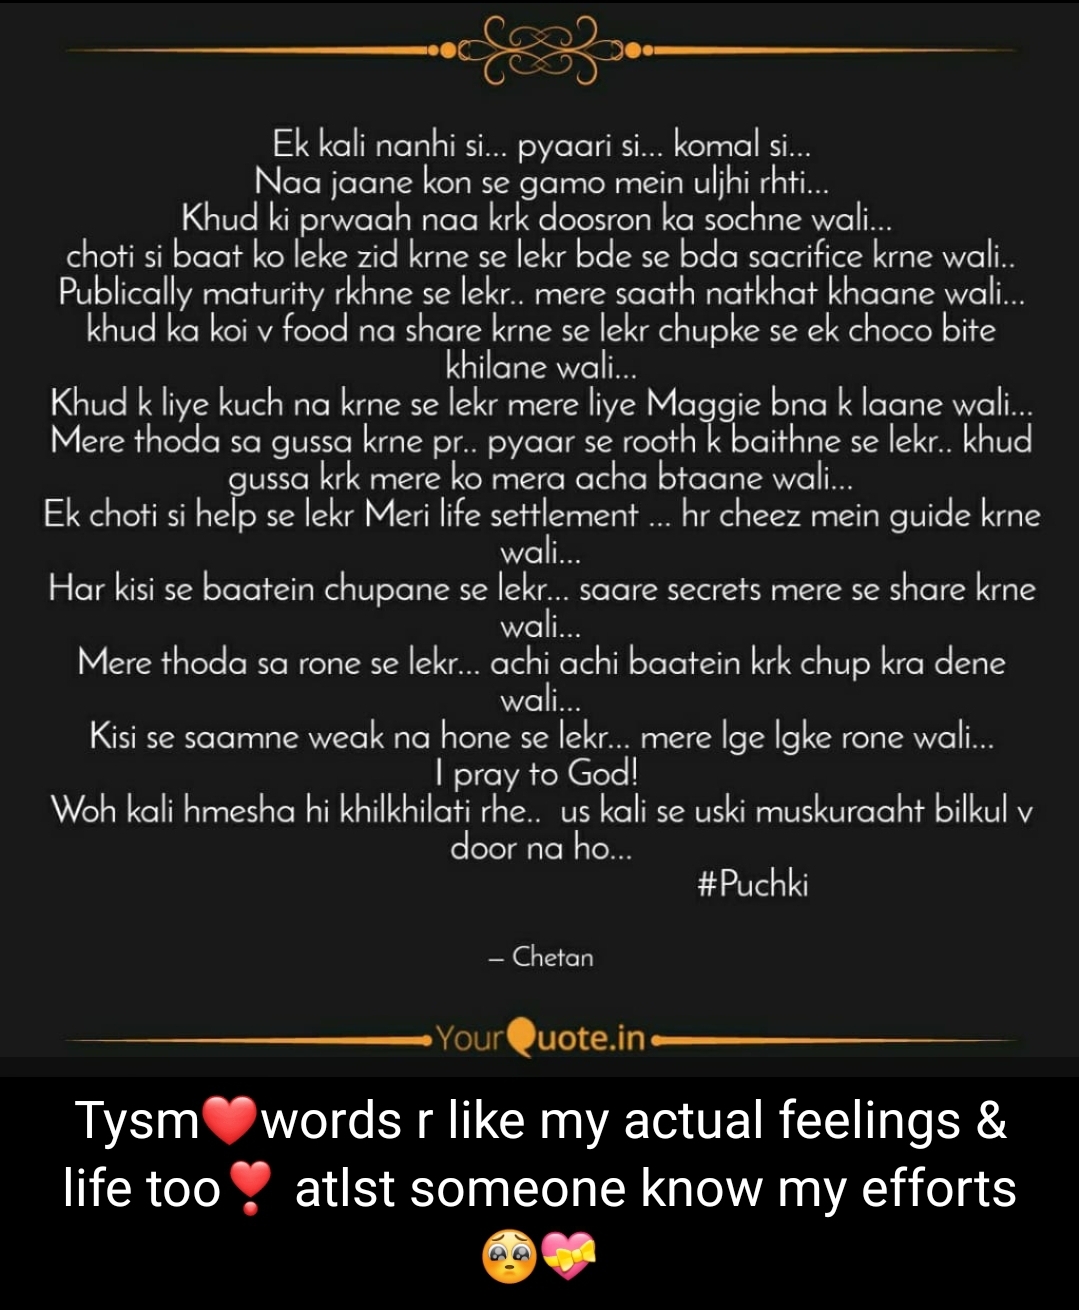 Ek kali nanhi si... pyaari si... komal si...
Naa jaane kon se gamo mein uljhi rhti...
Khud ki prwaah naa krk doosron ka sochne wali...
choti si baat ko leke zid krne se lekr bde se bda sacrifice krne wali..
Publically maturity rkhne se lekr.. mere saath natkhat khaane wali...
khud ka koi v food na share krne se lekr chupke se ek choco bite
khilane wali...
Khud k liye kuch na krne se lekr mere liye Maggie bna k laane wali...
Mere thoda sa gussa krne pr.. pyaar se rooth k baithne se lekr.. khud
gussa krk mere ko mera acha btaane wali...
Ek choti si help se lekr Meri life settlement ... hr cheez mein guide krne
wali...
Har kisi se baatein chupane se lekr... saare secrets mere se share krne
wali...
Mere thoda sa rone se lekr... achi achi baatein krk chup kra dene
wali...
Kisi se saamne weak na hone se lekr... mere lge lgke rone wali...
I pray to God!
Woh kali hmesha hi khilkhilati rhe.. us kali se uski muskuraaht bilkul v
door na ho...
#Puchki
– Chetan
YourQuote.in
Tysm❤️words r like my actual feelings &
life too❣️ atlst someone know my efforts
🥺💝